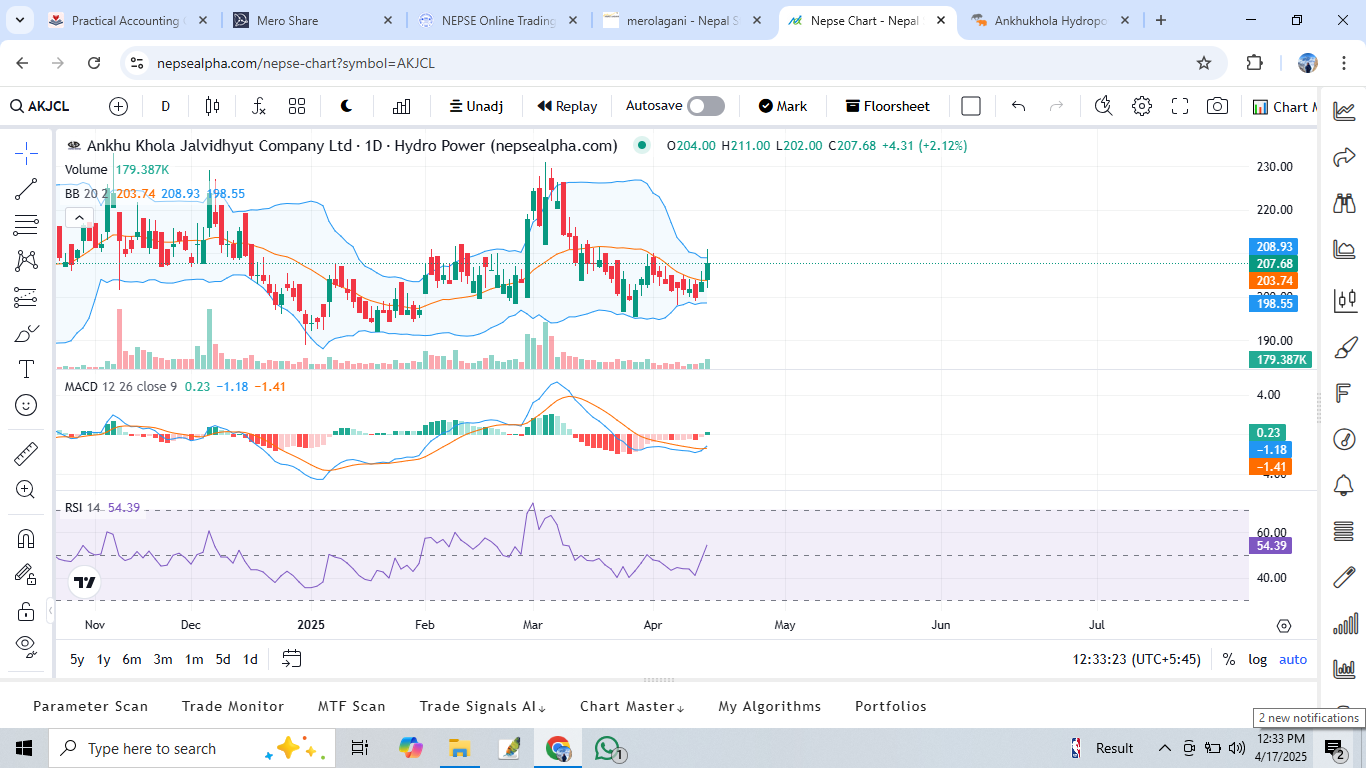 Practical Accounting
Mero Share
NEPSE Online Trading
merolagani - Nepal S
Nepse Chart - Nepal
Ankhukhola Hydropo
nepsealpha.com/nepse-chart?symbol=AKJCL
AKJCL
D
Unadj
Replay
Autosave
Mark
Floorsheet
Chart M
Ankhu Khola Jalvidhyut Company Ltd · 1D · Hydro Power (nepsealpha.com)
O204.00 H211.00 L202.00 C207.68 +4.31 (+2.12%)
Volume 179.387K
BB 20 2 203.74 208.93 198.55
230.00
220.00
208.93
207.68
203.74
200.00
198.55
190.00
179.387K
MACD 12 26 close 9 0.23 −1.18 −1.41
4.00
0.23
−1.18
−1.41
−4.00
RSI 14 54.39
60.00
54.39
40.00
Nov Dec 2025 Feb Mar Apr May Jun Jul
5y 1y 6m 3m 1m 5d 1d
12:33:23 (UTC+5:45) % log auto
Parameter Scan Trade Monitor MTF Scan Trade Signals AI↓ Chart Master↓ My Algorithms Portfolios
2 new notifications
Type here to search
1
Result
12:33 PM
4/17/2025
2